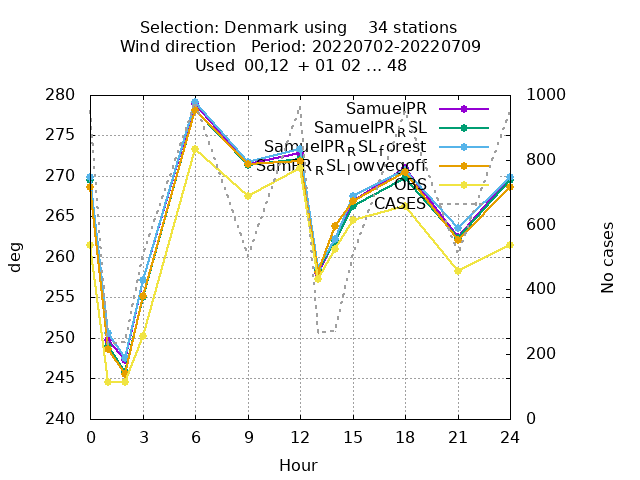 Selection: Denmark using    34 stations
Wind direction   Period: 20220702-20220709
Used  00,12  + 01 02 ... 48
280
275
270
265
260
255
250
245
240
deg
1000
800
600
400
200
0
No cases
SamuelPR
SamuelPR_RSL
SamuelPR_RSL_forest
SamPR_RSL_lowvegoff
OBS
CASES
0 3 6 9 12 15 18 21 24
Hour